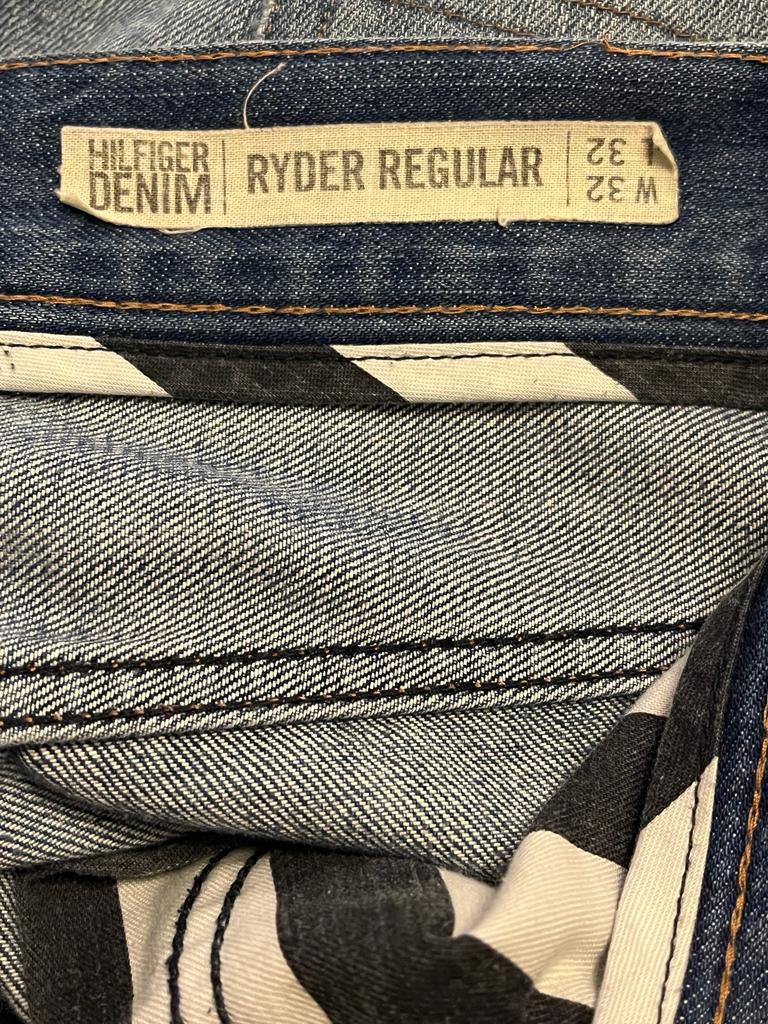 HILFIGER
DENIM
RYDER REGULAR
W 32
L 32